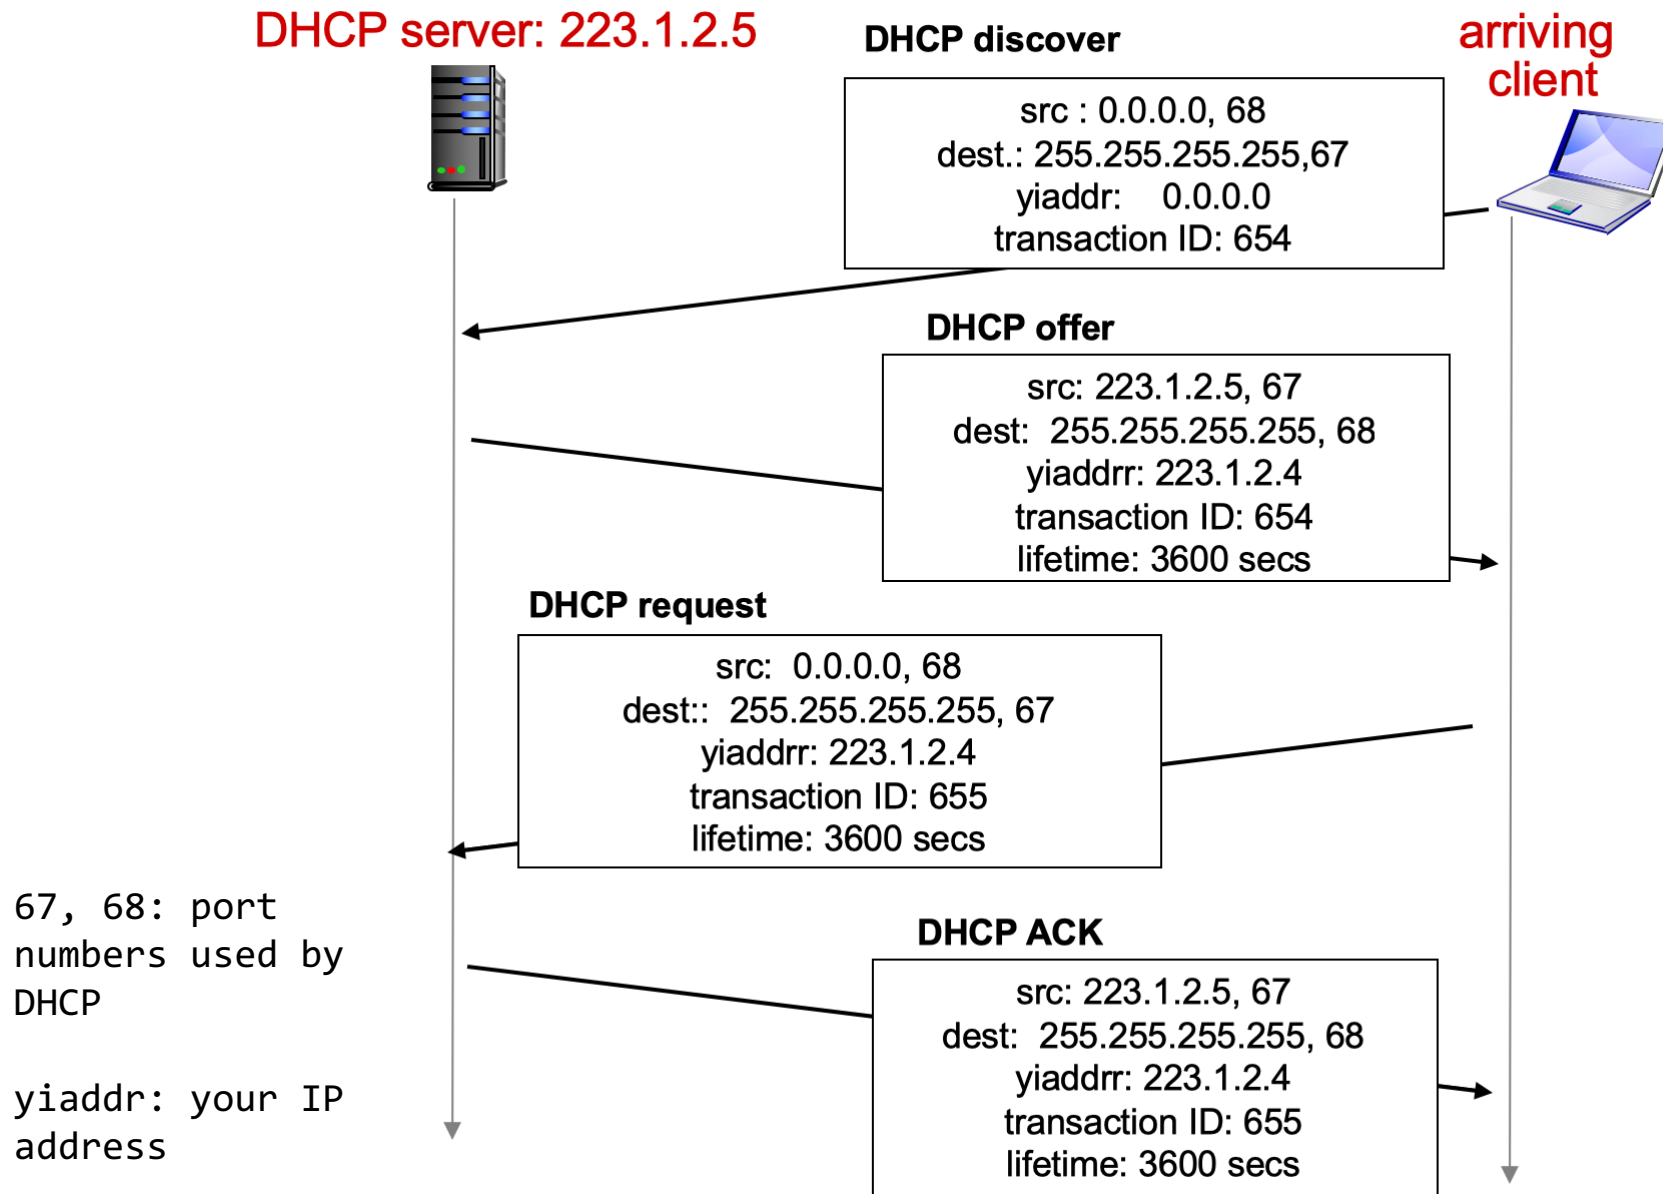 DHCP server: 223.1.2.5
DHCP discover
arriving
client
src : 0.0.0.0, 68
dest.: 255.255.255.255,67
yiaddr: 0.0.0.0
transaction ID: 654
DHCP offer
src: 223.1.2.5, 67
dest: 255.255.255.255, 68
yiaddrr: 223.1.2.4
transaction ID: 654
lifetime: 3600 secs
DHCP request
src: 0.0.0.0, 68
dest:: 255.255.255.255, 67
yiaddrr: 223.1.2.4
transaction ID: 655
lifetime: 3600 secs
67, 68: port
numbers used by
DHCP
yiaddr: your IP
address
DHCP ACK
src: 223.1.2.5, 67
dest: 255.255.255.255, 68
yiaddrr: 223.1.2.4
transaction ID: 655
lifetime: 3600 secs